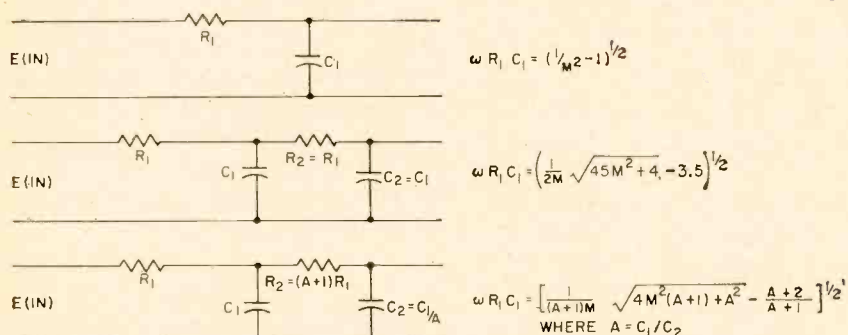 R₁
E(IN)
C₁
ω R₁ C₁ = (1/M² - 1)^1/2
R₁
R₂ = R₁
E(IN)
C₁
C₂ = C₁
ω R₁ C₁ = (1/2M √45M² + 4, - 3.5)^1/2
R₁
R₂ = (A+1)R₁
E(IN)
C₁
C₂ = C₁/A
ω R₁ C₁ = [1/(A+1)M √4M²(A+1) + A² - A+2/A+1]^1/2'
WHERE A = C₁/C₂